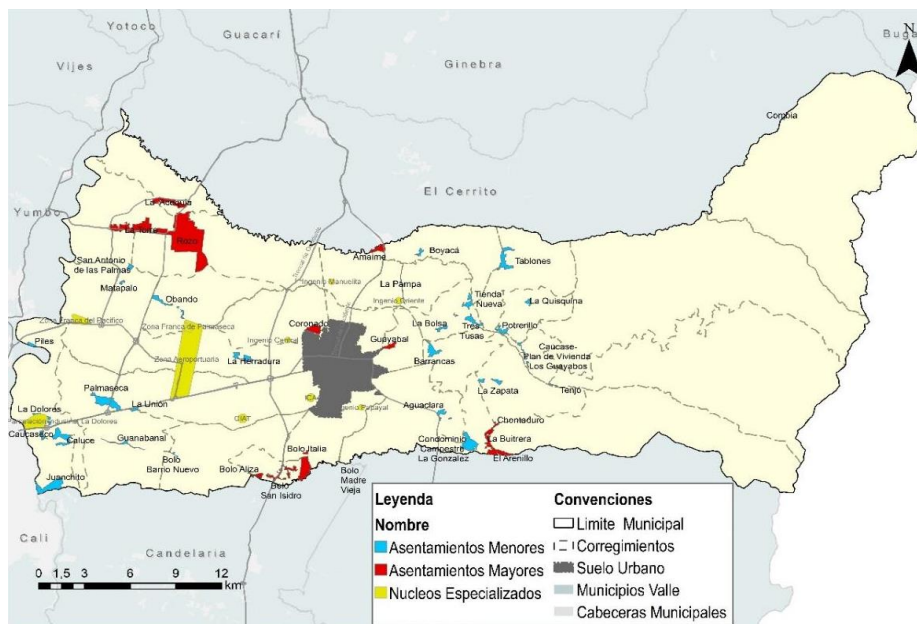 Yotoco
Guacarí
Buga
N
Vijes
Ginebra
Combia
El Cerrito
Yumbo
La Acequia
La Torre
Rozo
Amaime
Boyacá
San Antonio
de las Palmas
Tablones
Matapalo
Ingenio Manuelita
La Pampa
Obando
Ingenio Oriente
Tienda
Nueva
La Quisquina
Zona Franca del Pacifico
Zona Franca de Palmaseca
Coronado
La Bolsa
Tres
Tusas
Potrerillo
Piles
Zona Aeroportuaria
Ingenio Central
Guayabal
La Herradura
Barrancas
Caucase-
Plan de Vivienda
Los Guayabos
Palmaseca
La Zapata
Tenjo
La Dolores
La Unión
ICA
Ingenio Papayal
Aguaclara
CIAT
Chontaduro
Caucaseco
Caluce
Guanabanal
Condominio
Campestre
La Gonzalez
La Buitrera
Bolo Italia
El Arenillo
Bolo
Barrio Nuevo
Bolo Aliza
Bolo
San Isidro
Bolo
Madre
Vieja
Juanchito
Cali
Candelaria
0 1,5 3 6 9 12
km
Leyenda
Nombre
Asentamientos Menores
Asentamientos Mayores
Nucleos Especializados
Convenciones
Limite Municipal
Corregimientos
Suelo Urbano
Municipios Valle
Cabeceras Municipales